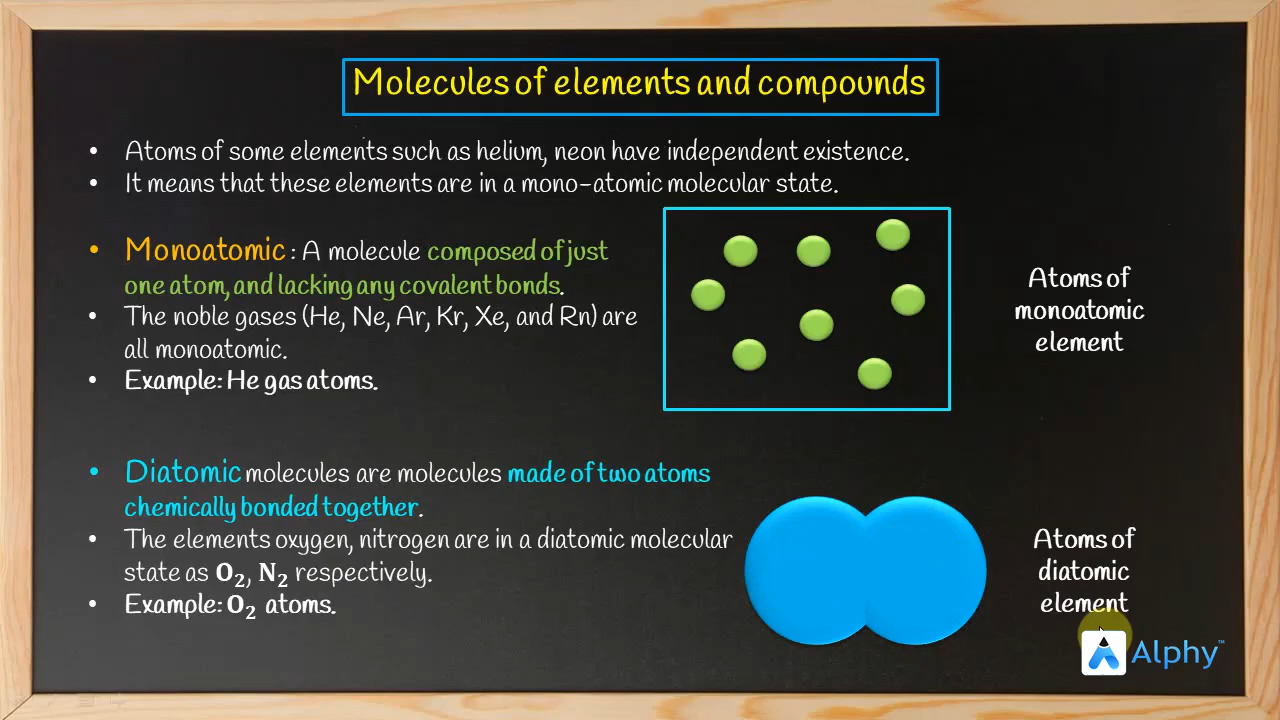 Molecules of elements and compounds
• Atoms of some elements such as helium, neon have independent existence.
• It means that these elements are in a mono-atomic molecular state.
• Monoatomic : A molecule composed of just
one atom, and lacking any covalent bonds.
• The noble gases (He, Ne, Ar, Kr, Xe, and Rn) are
all monoatomic.
• Example: He gas atoms.
Atoms of
monoatomic
element
• Diatomic molecules are molecules made of two atoms
chemically bonded together.
• The elements oxygen, nitrogen are in a diatomic molecular
state as O₂, N₂ respectively.
• Example: O₂ atoms.
Atoms of
diatomic
element
Alphy™